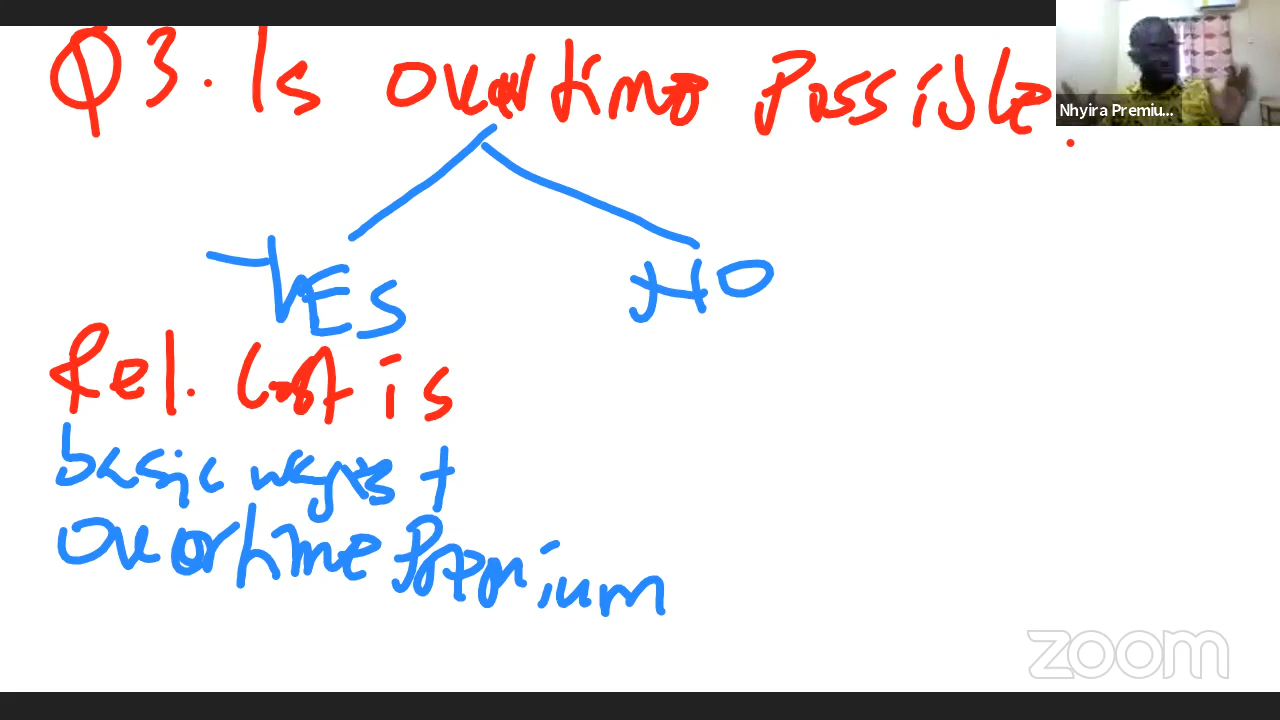 Q3. Is overtime Possible.
Nhyira Premiu...
YES
NO
Rel. Cost is
basic wages +
Overtime Premium
zoom